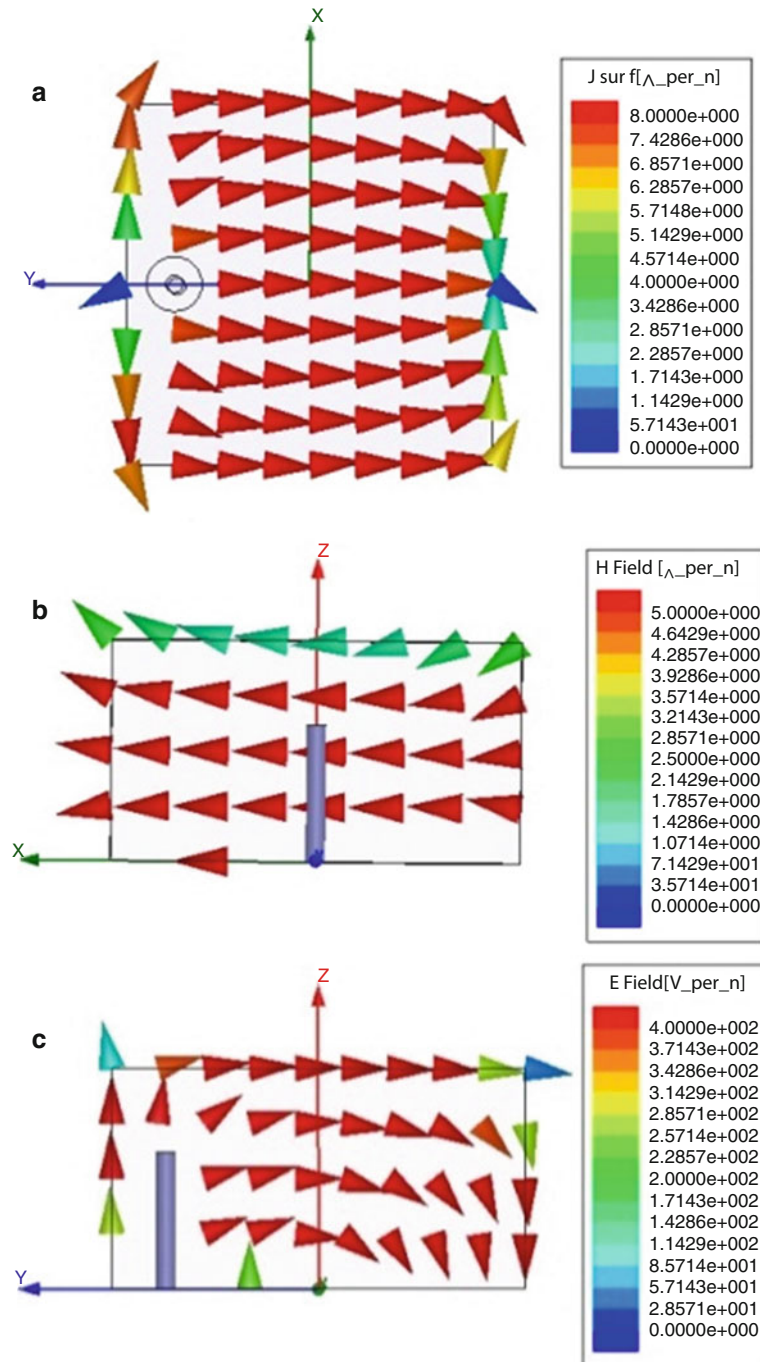 a
X
Y
J sur f[Λ_per_n]
8.0000e+000
7. 4286e+000
6.8571e+000
6.2857e+000
5.7148e+000
5. 1429e+000
4.5714e+000
4.0000e+000
3.4286e+000
2.8571e+000
2.2857e+000
1. 7143e+000
1. 1429e+000
5.7143e+001
0.0000e+000
b
Z
X
H Field [Λ_per_n]
5.0000e+000
4.6429e+000
4.2857e+000
3.9286e+000
3.5714e+000
3.2143e+000
2.8571e+000
2.5000e+000
2.1429e+000
1.7857e+000
1.4286e+000
1.0714e+000
7.1429e+001
3.5714e+001
0.0000e+000
c
Z
Y
E Field[V_per_n]
4.0000e+002
3.7143e+002
3.4286e+002
3.1429e+002
2.8571e+002
2.5714e+002
2.2857e+002
2.0000e+002
1.7143e+002
1.4286e+002
1.1429e+002
8.5714e+001
5.7143e+001
2.8571e+001
0.0000e+000